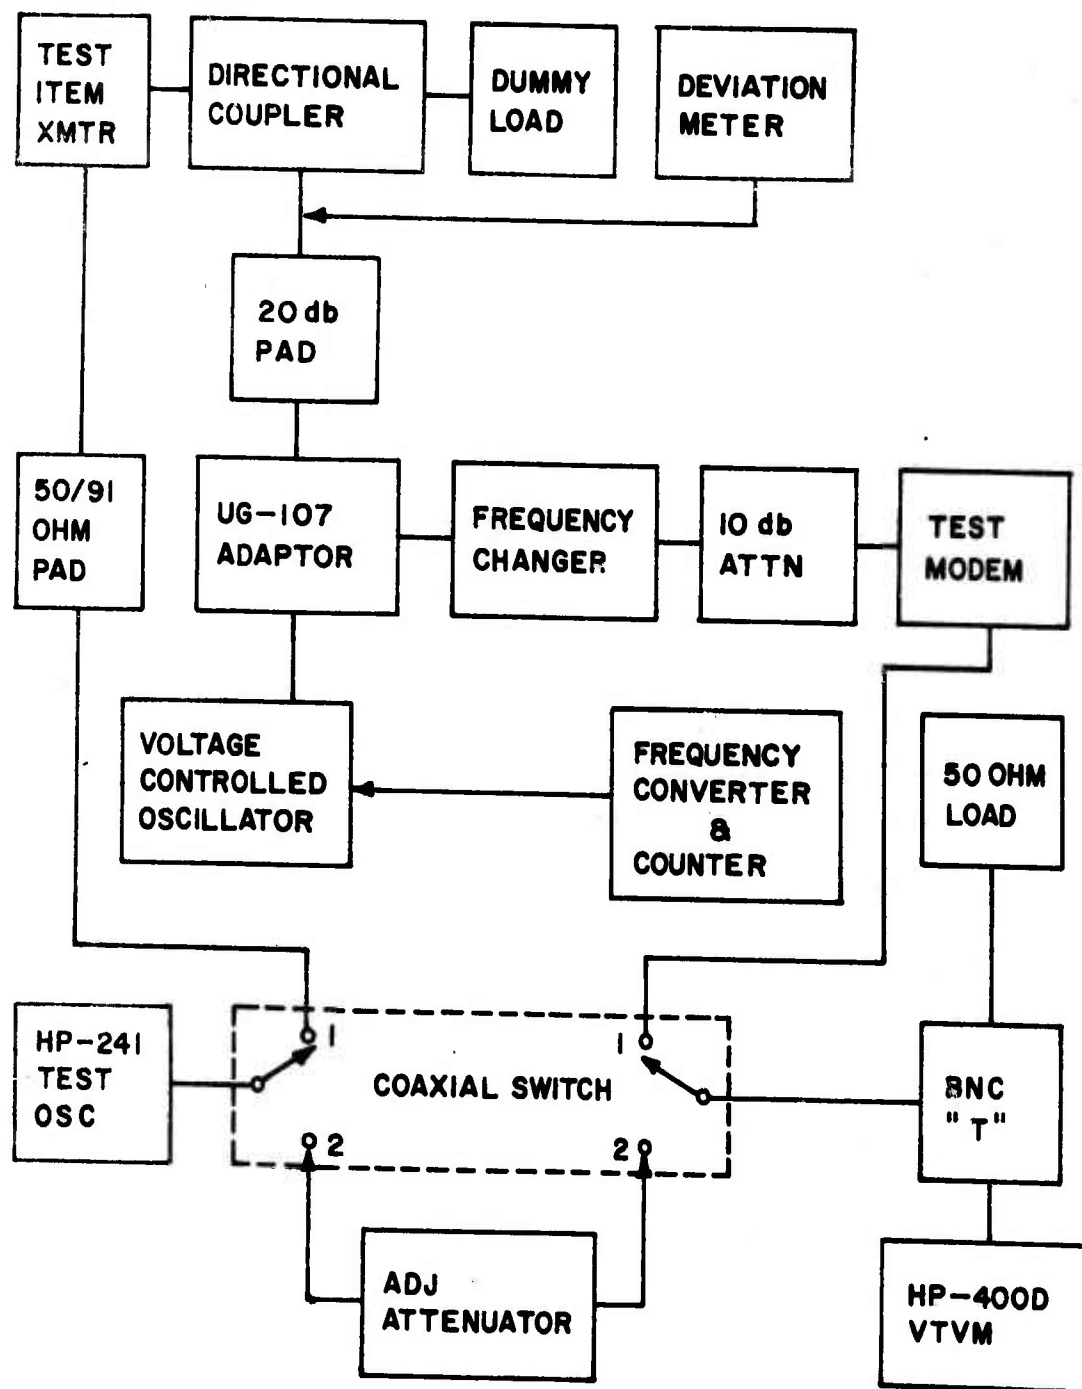 TEST
ITEM
XMTR
DIRECTIONAL
COUPLER
DUMMY
LOAD
DEVIATION
METER
20 db
PAD
50/91
OHM
PAD
UG-107
ADAPTOR
FREQUENCY
CHANGER
10 db
ATTN
TEST
MODEM
VOLTAGE
CONTROLLED
OSCILLATOR
FREQUENCY
CONVERTER
&
COUNTER
50 OHM
LOAD
HP-241
TEST
OSC
1
2
COAXIAL SWITCH
1
2
BNC
"T"
ADJ
ATTENUATOR
HP-400D
VTVM